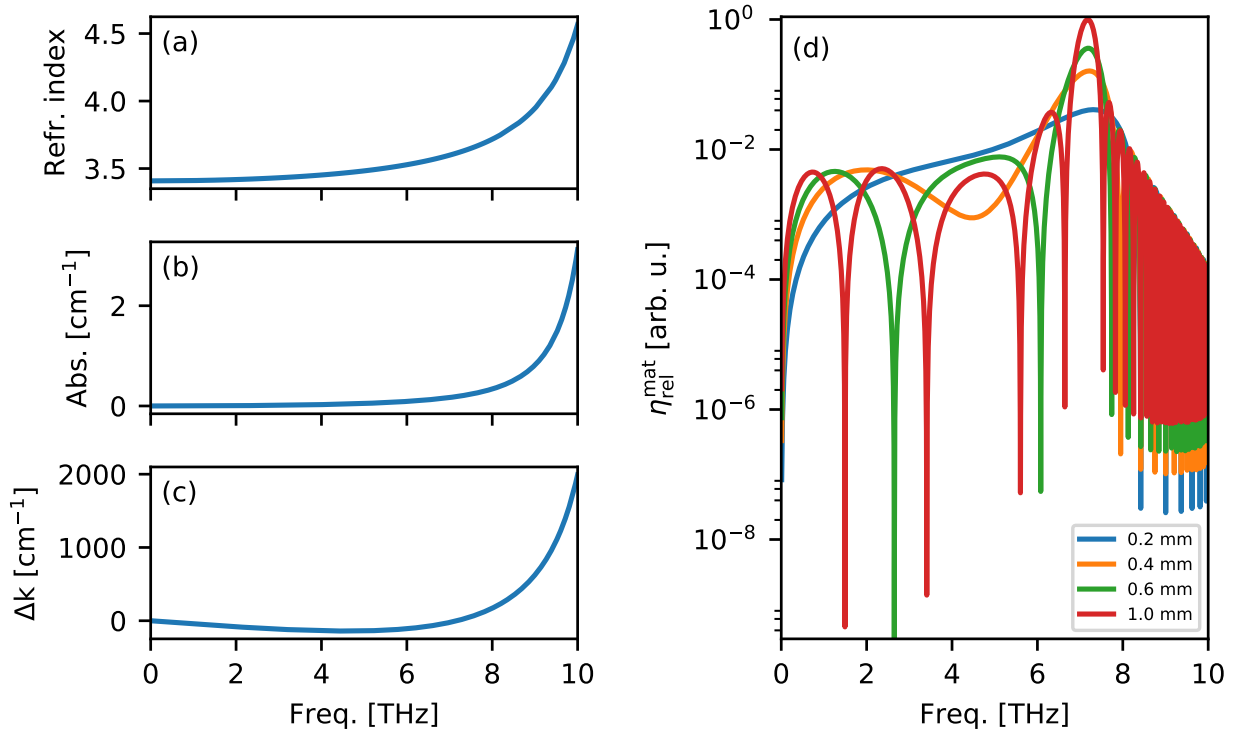 (a)
Refr. index
4.5
4.0
3.5
(b)
Abs. [cm⁻¹]
2
0
(c)
Δk [cm⁻¹]
2000
1000
0
0 2 4 6 8 10
Freq. [THz]
(d)
η_rel^mat [arb. u.]
10⁰
10⁻²
10⁻⁴
10⁻⁶
10⁻⁸
0.2 mm
0.4 mm
0.6 mm
1.0 mm
0 2 4 6 8 10
Freq. [THz]